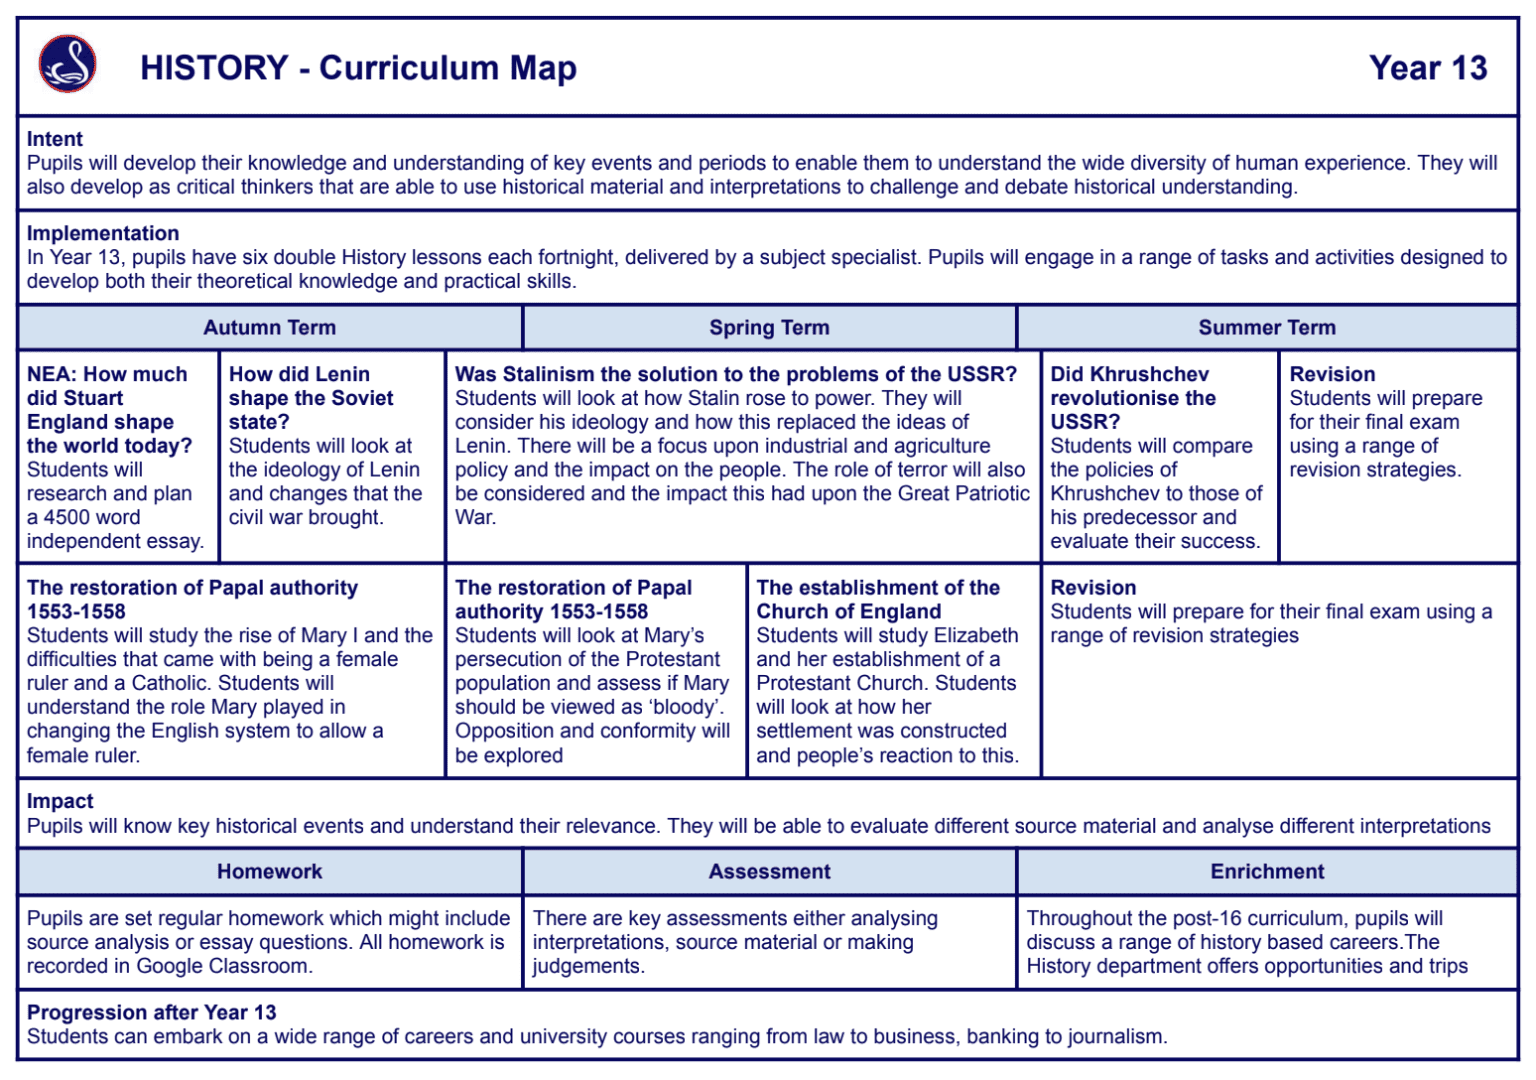 HISTORY - Curriculum Map
Year 13
Intent
Pupils will develop their knowledge and understanding of key events and periods to enable them to understand the wide diversity of human experience. They will
also develop as critical thinkers that are able to use historical material and interpretations to challenge and debate historical understanding.
Implementation
In Year 13, pupils have six double History lessons each fortnight, delivered by a subject specialist. Pupils will engage in a range of tasks and activities designed to
develop both their theoretical knowledge and practical skills.
Autumn Term
Spring Term
Summer Term
NEA: How much
did Stuart
England shape
the world today?
Students will
research and plan
a 4500 word
independent essay.
How did Lenin
shape the Soviet
state?
Students will look at
the ideology of Lenin
and changes that the
civil war brought.
Was Stalinism the solution to the problems of the USSR?
Students will look at how Stalin rose to power. They will
consider his ideology and how this replaced the ideas of
Lenin. There will be a focus upon industrial and agriculture
policy and the impact on the people. The role of terror will also
be considered and the impact this had upon the Great Patriotic
War.
Did Khrushchev
revolutionise the
USSR?
Students will compare
the policies of
Khrushchev to those of
his predecessor and
evaluate their success.
Revision
Students will prepare
for their final exam
using a range of
revision strategies.
The restoration of Papal authority
1553-1558
Students will study the rise of Mary I and the
difficulties that came with being a female
ruler and a Catholic. Students will
understand the role Mary played in
changing the English system to allow a
female ruler.
The restoration of Papal
authority 1553-1558
Students will look at Mary’s
persecution of the Protestant
population and assess if Mary
should be viewed as ‘bloody’.
Opposition and conformity will
be explored
The establishment of the
Church of England
Students will study Elizabeth
and her establishment of a
Protestant Church. Students
will look at how her
settlement was constructed
and people’s reaction to this.
Revision
Students will prepare for their final exam using a
range of revision strategies
Impact
Pupils will know key historical events and understand their relevance. They will be able to evaluate different source material and analyse different interpretations
Homework
Assessment
Enrichment
Pupils are set regular homework which might include
source analysis or essay questions. All homework is
recorded in Google Classroom.
There are key assessments either analysing
interpretations, source material or making
judgements.
Throughout the post-16 curriculum, pupils will
discuss a range of history based careers.The
History department offers opportunities and trips
Progression after Year 13
Students can embark on a wide range of careers and university courses ranging from law to business, banking to journalism.